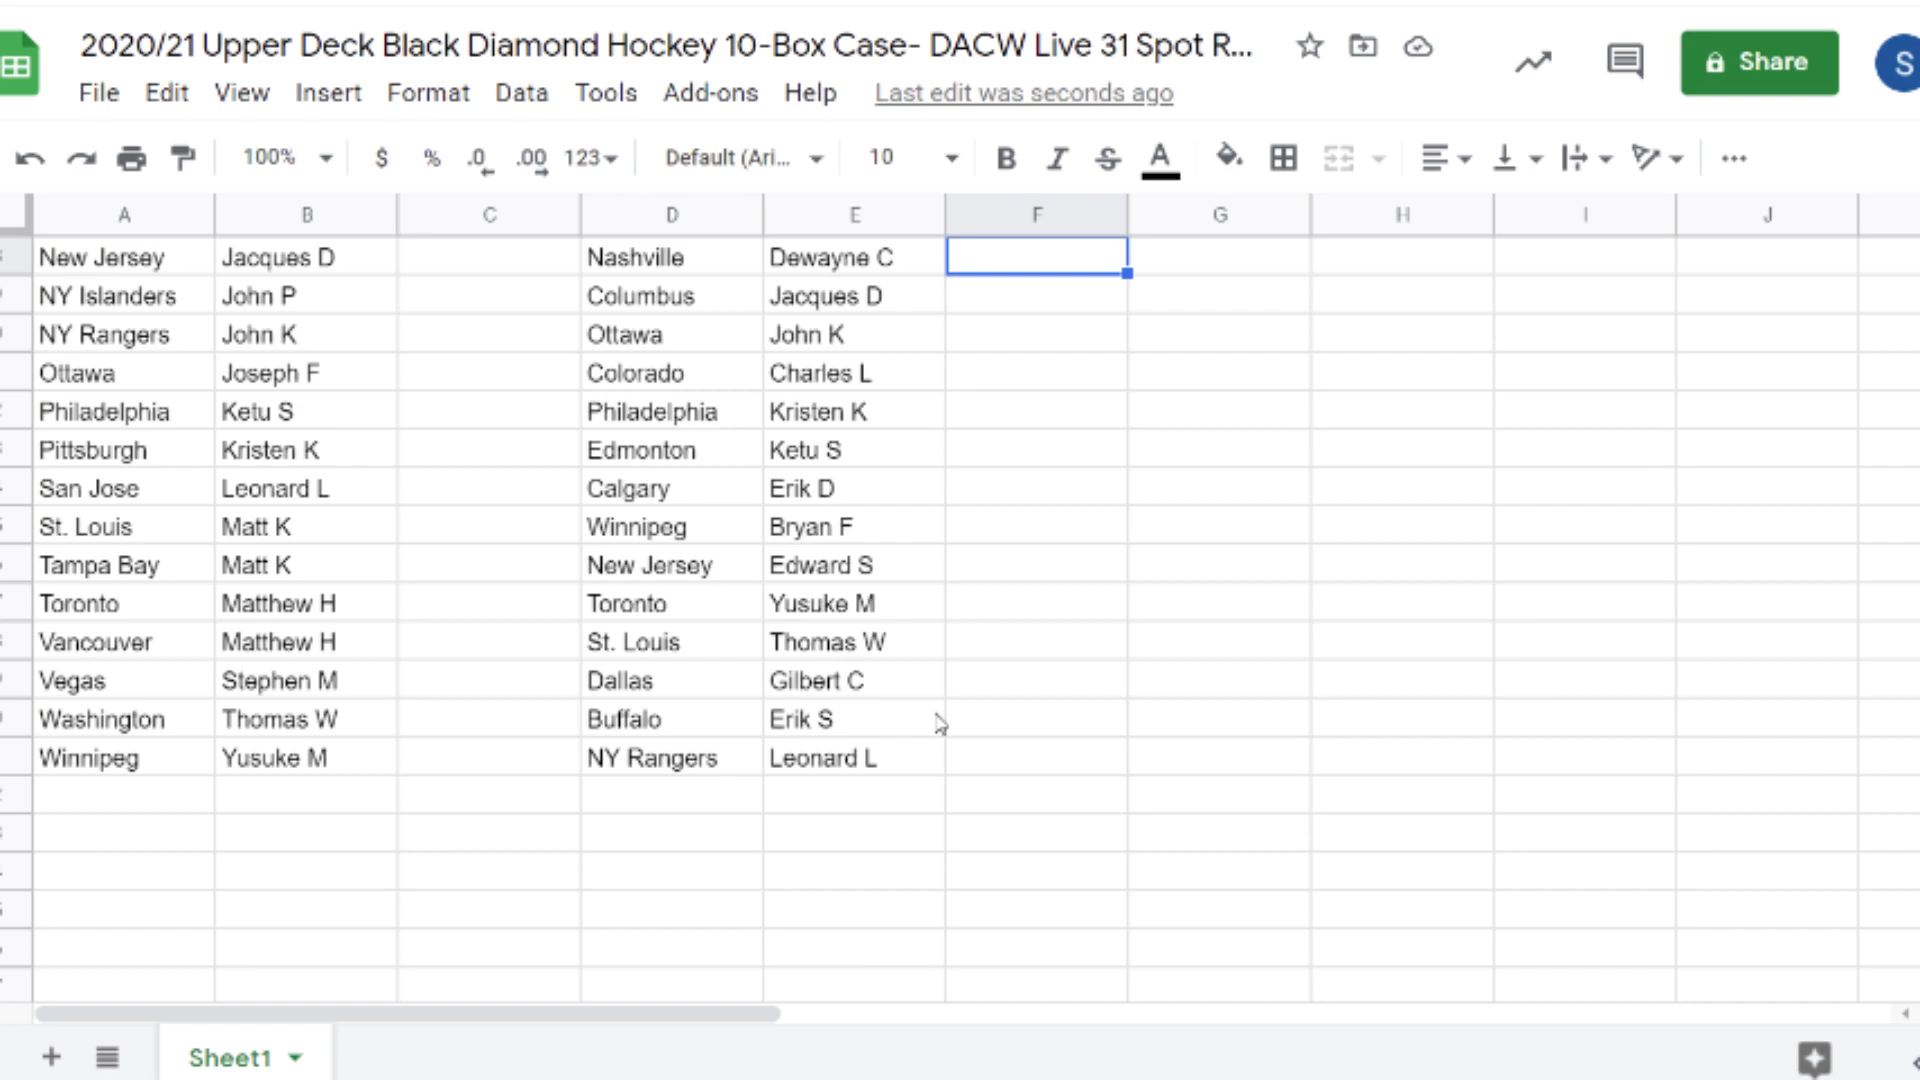 2020/21 Upper Deck Black Diamond Hockey 10-Box Case- DACW Live 31 Spot R...
File Edit View Insert Format Data Tools Add-ons Help Last edit was seconds ago
Share
S
100% $ % .0 .00 123 Default (Ari... 10 B I S A
A B C D E F G H I J
New Jersey Jacques D Nashville Dewayne C
NY Islanders John P Columbus Jacques D
NY Rangers John K Ottawa John K
Ottawa Joseph F Colorado Charles L
Philadelphia Ketu S Philadelphia Kristen K
Pittsburgh Kristen K Edmonton Ketu S
San Jose Leonard L Calgary Erik D
St. Louis Matt K Winnipeg Bryan F
Tampa Bay Matt K New Jersey Edward S
Toronto Matthew H Toronto Yusuke M
Vancouver Matthew H St. Louis Thomas W
Vegas Stephen M Dallas Gilbert C
Washington Thomas W Buffalo Erik S
Winnipeg Yusuke M NY Rangers Leonard L
Sheet1